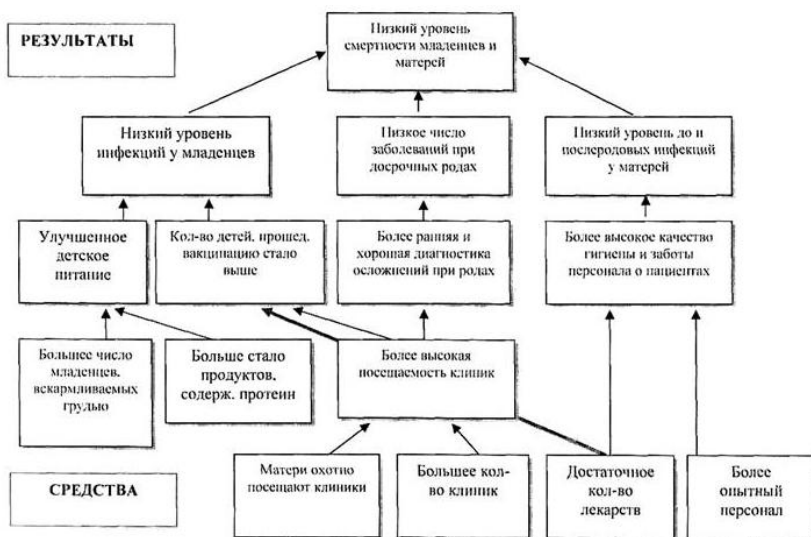 РЕЗУЛЬТАТЫ
Низкий уровень
смертности младенцев и
матерей
Низкий уровень
инфекций у младенцев
Низкое число
заболеваний при
досрочных родах
Низкий уровень до и
послеродовых инфекций
у матерей
Улучшенное
детское
питание
Кол-во детей, прошед.
вакцинацию стало
выше
Более ранняя и
хорошая диагностика
осложнений при родах
Более высокое качество
гигиены и заботы
персонала о пациентах
Большее число
младенцев,
вскармливаемых
грудью
Больше стало
продуктов,
содерж. протеин
Более высокая
посещаемость клиник
СРЕДСТВА
Матери охотно
посещают клиники
Большее кол-
во клиник
Достаточное
кол-во
лекарств
Более
опытный
персонал